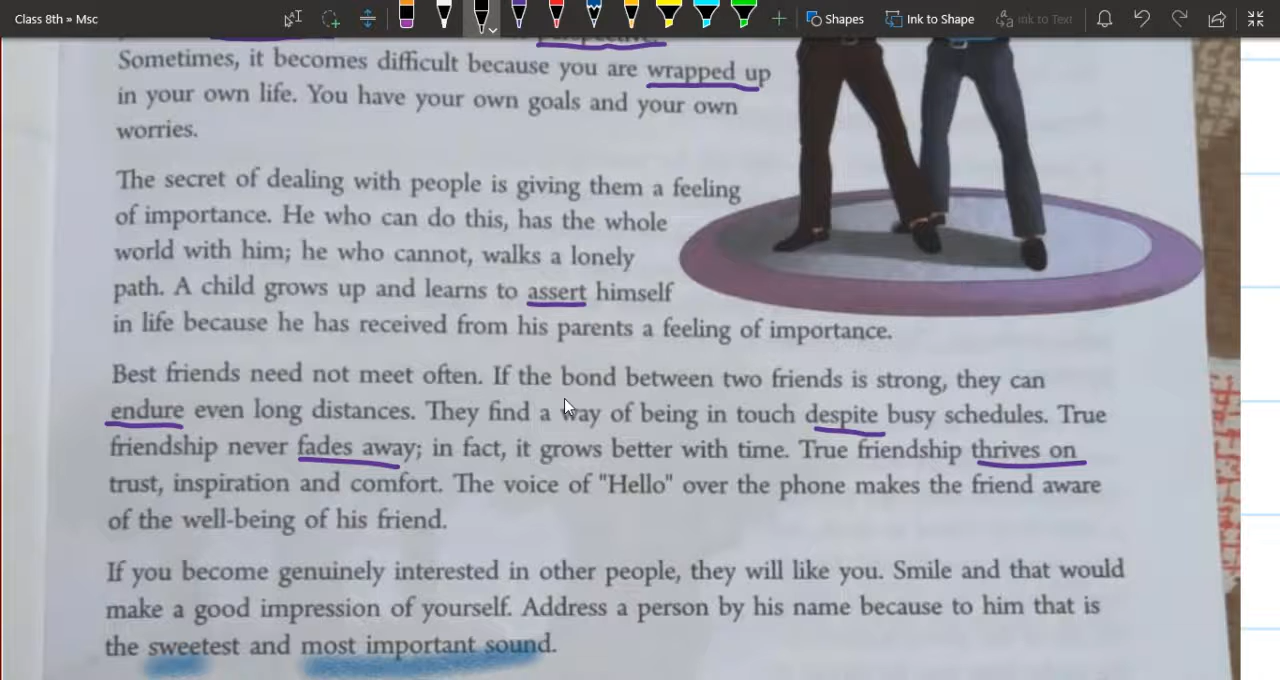 Class 8th » Msc
Shapes
Ink to Shape
Ink to Text
perspective.
Sometimes, it becomes difficult because you are wrapped up
in your own life. You have your own goals and your own
worries.
The secret of dealing with people is giving them a feeling
of importance. He who can do this, has the whole
world with him; he who cannot, walks a lonely
path. A child grows up and learns to assert himself
in life because he has received from his parents a feeling of importance.
Best friends need not meet often. If the bond between two friends is strong, they can
endure even long distances. They find a way of being in touch despite busy schedules. True
friendship never fades away; in fact, it grows better with time. True friendship thrives on
trust, inspiration and comfort. The voice of "Hello" over the phone makes the friend aware
of the well-being of his friend.
If you become genuinely interested in other people, they will like you. Smile and that would
make a good impression of yourself. Address a person by his name because to him that is
the sweetest and most important sound.